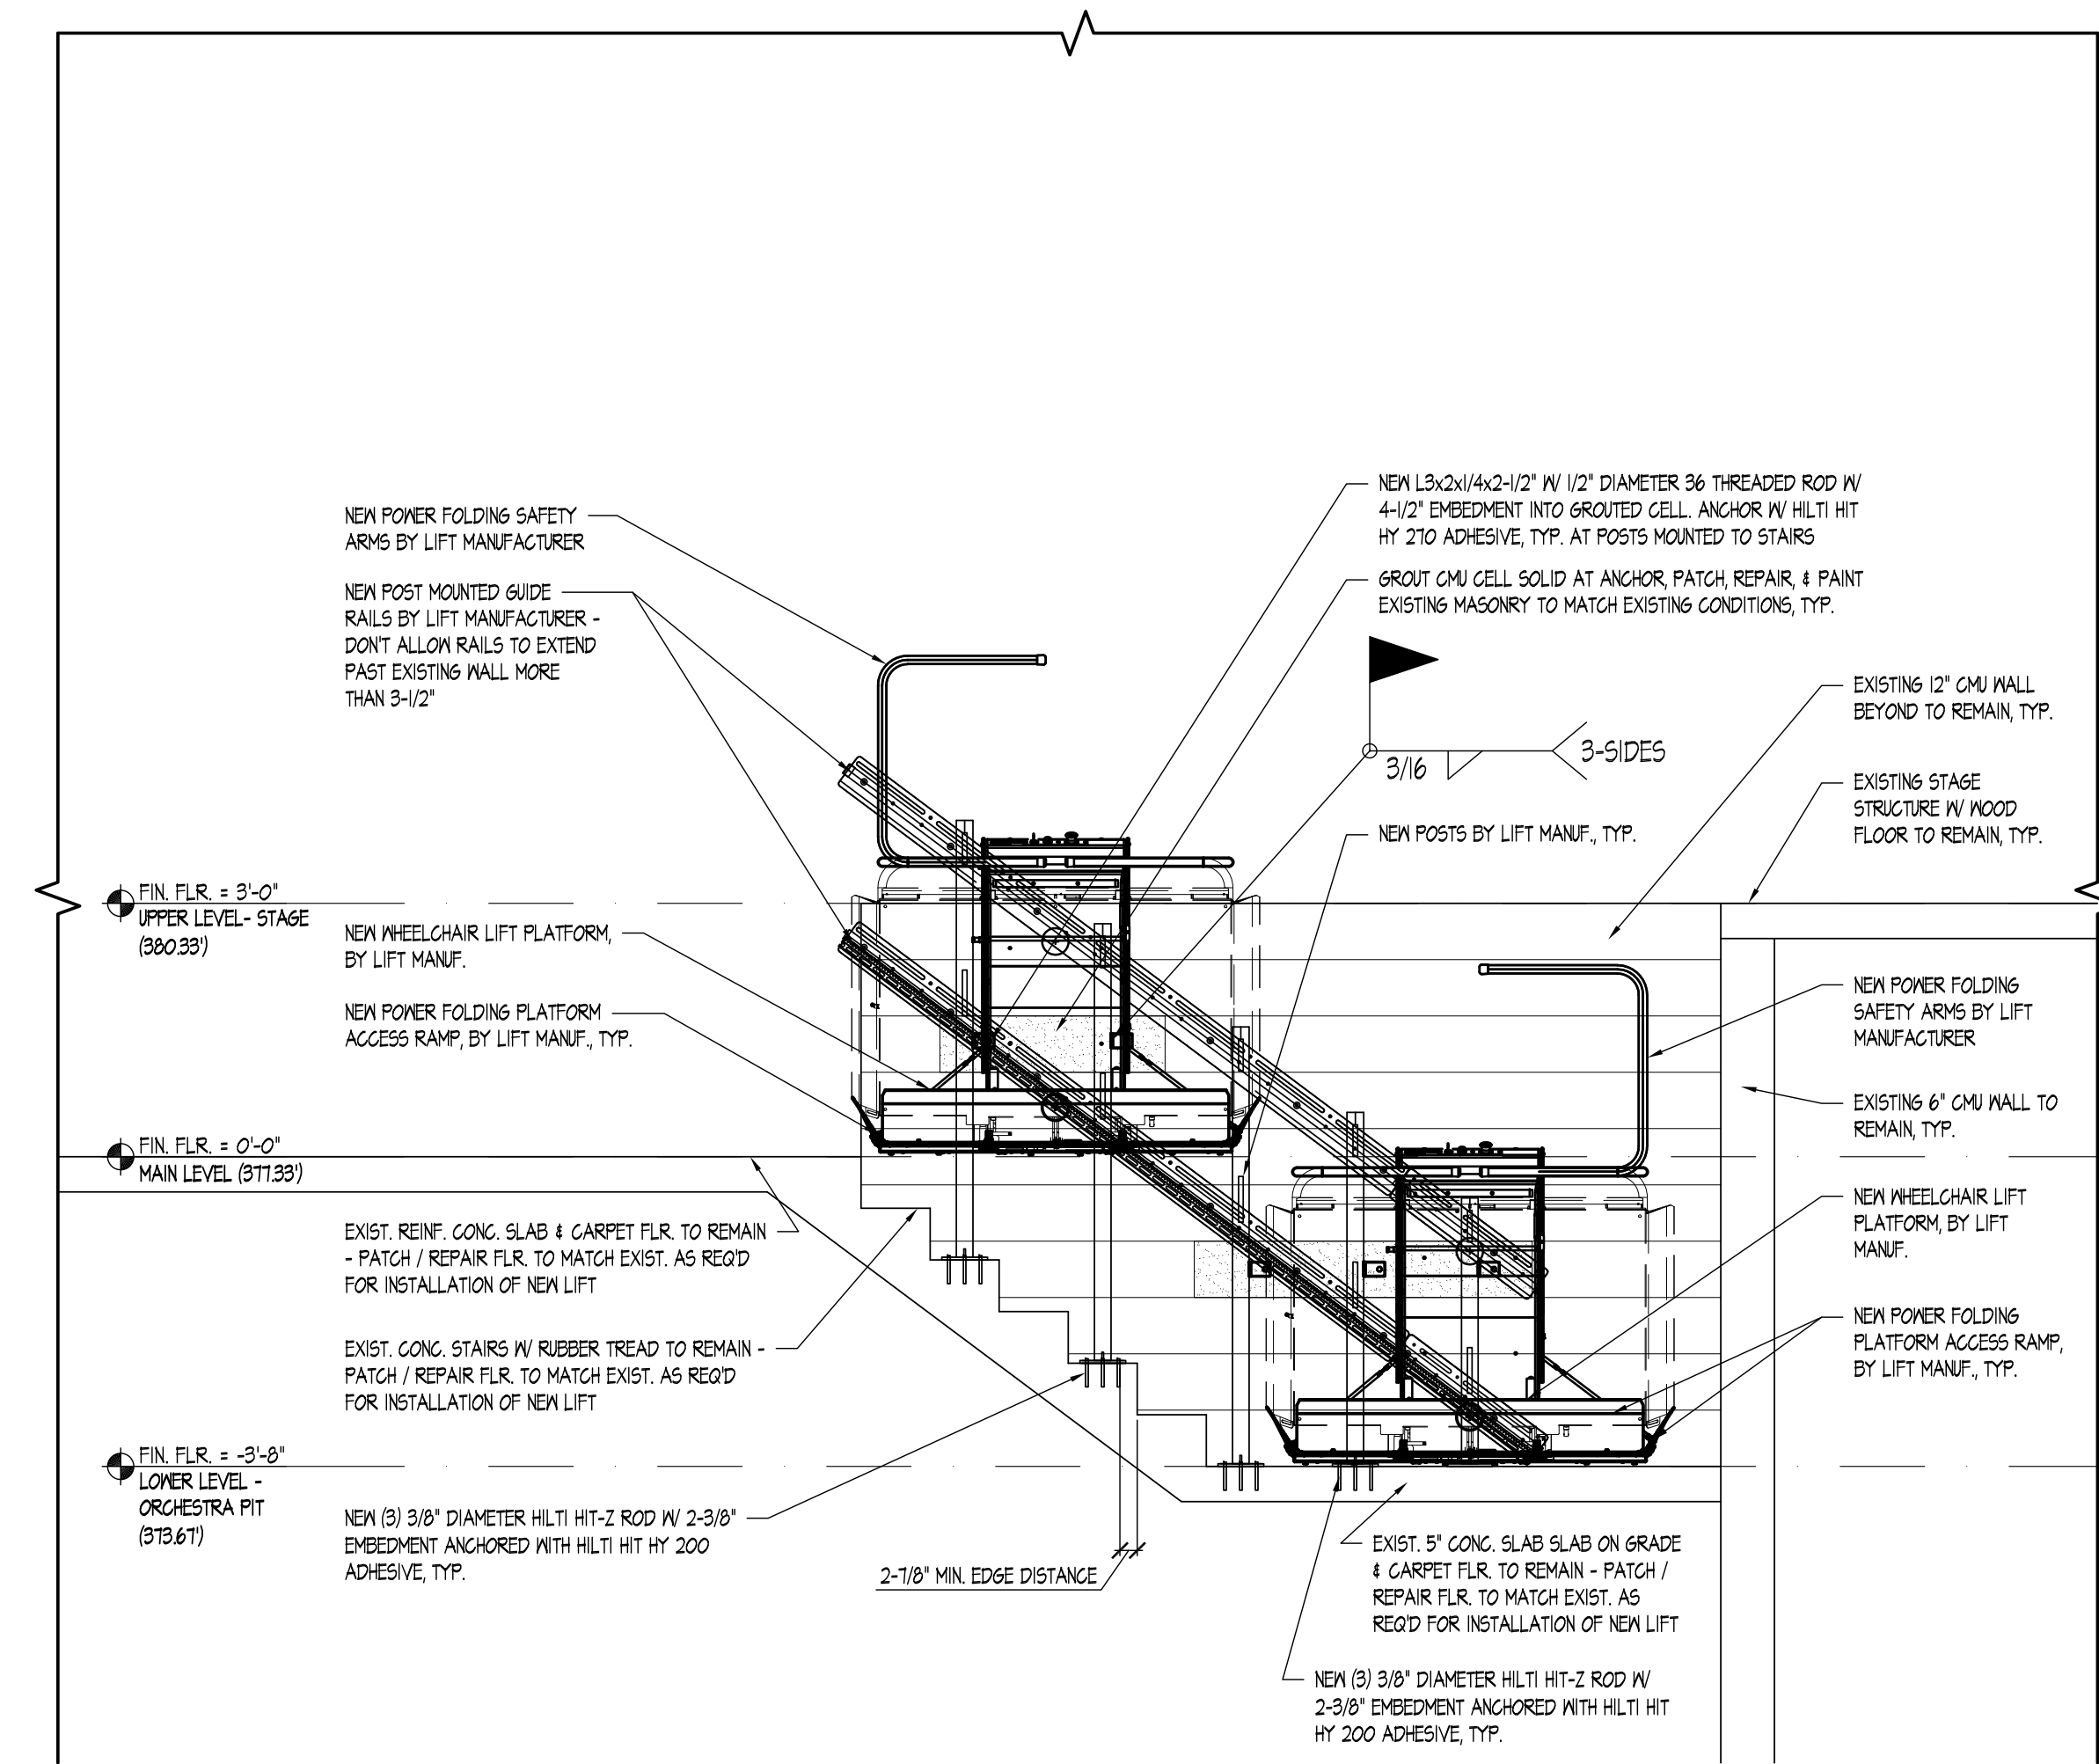 NEW POWER FOLDING SAFETY
ARMS BY LIFT MANUFACTURER
NEW POST MOUNTED GUIDE
RAILS BY LIFT MANUFACTURER -
DON'T ALLOW RAILS TO EXTEND
PAST EXISTING WALL MORE
THAN 3-1/2"
NEW L3x2x1/4x2-1/2" W/ 1/2" DIAMETER 36 THREADED ROD W/
4-1/2" EMBEDMENT INTO GROUTED CELL. ANCHOR W/ HILTI HIT
HY 270 ADHESIVE, TYP. AT POSTS MOUNTED TO STAIRS
GROUT CMU CELL SOLID AT ANCHOR, PATCH, REPAIR, & PAINT
EXISTING MASONRY TO MATCH EXISTING CONDITIONS, TYP.
3/16
3-SIDES
NEW POSTS BY LIFT MANUF., TYP.
EXISTING 12" CMU WALL
BEYOND TO REMAIN, TYP.
EXISTING STAGE
STRUCTURE W/ WOOD
FLOOR TO REMAIN, TYP.
FIN. FLR. = 3'-0"
UPPER LEVEL- STAGE
(380.33')
NEW WHEELCHAIR LIFT PLATFORM,
BY LIFT MANUF.
NEW POWER FOLDING PLATFORM
ACCESS RAMP, BY LIFT MANUF., TYP.
NEW POWER FOLDING
SAFETY ARMS BY LIFT
MANUFACTURER
EXISTING 6" CMU WALL TO
REMAIN, TYP.
FIN. FLR. = 0'-0"
MAIN LEVEL (377.33')
NEW WHEELCHAIR LIFT
PLATFORM, BY LIFT
MANUF.
EXIST. REINF. CONC. SLAB & CARPET FLR. TO REMAIN
- PATCH / REPAIR FLR. TO MATCH EXIST. AS REQ'D
FOR INSTALLATION OF NEW LIFT
NEW POWER FOLDING
PLATFORM ACCESS RAMP,
BY LIFT MANUF., TYP.
EXIST. CONC. STAIRS W/ RUBBER TREAD TO REMAIN -
PATCH / REPAIR FLR. TO MATCH EXIST. AS REQ'D
FOR INSTALLATION OF NEW LIFT
FIN. FLR. = -3'-8"
LOWER LEVEL -
ORCHESTRA PIT
(373.67')
NEW (3) 3/8" DIAMETER HILTI HIT-Z ROD W/ 2-3/8"
EMBEDMENT ANCHORED WITH HILTI HIT HY 200
ADHESIVE, TYP.
2-7/8" MIN. EDGE DISTANCE
EXIST. 5" CONC. SLAB SLAB ON GRADE
& CARPET FLR. TO REMAIN - PATCH /
REPAIR FLR. TO MATCH EXIST. AS
REQ'D FOR INSTALLATION OF NEW LIFT
NEW (3) 3/8" DIAMETER HILTI HIT-Z ROD W/
2-3/8" EMBEDMENT ANCHORED WITH HILTI HIT
HY 200 ADHESIVE, TYP.